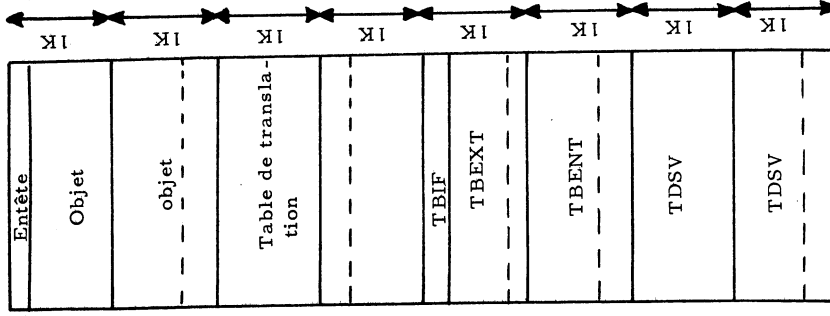 1K
1K
1K
1K
1K
1K
1K
1K
Entête
Objet
objet
Table de transla-
tion
TBIF
TBEXT
TBENT
TDSV
TDSV